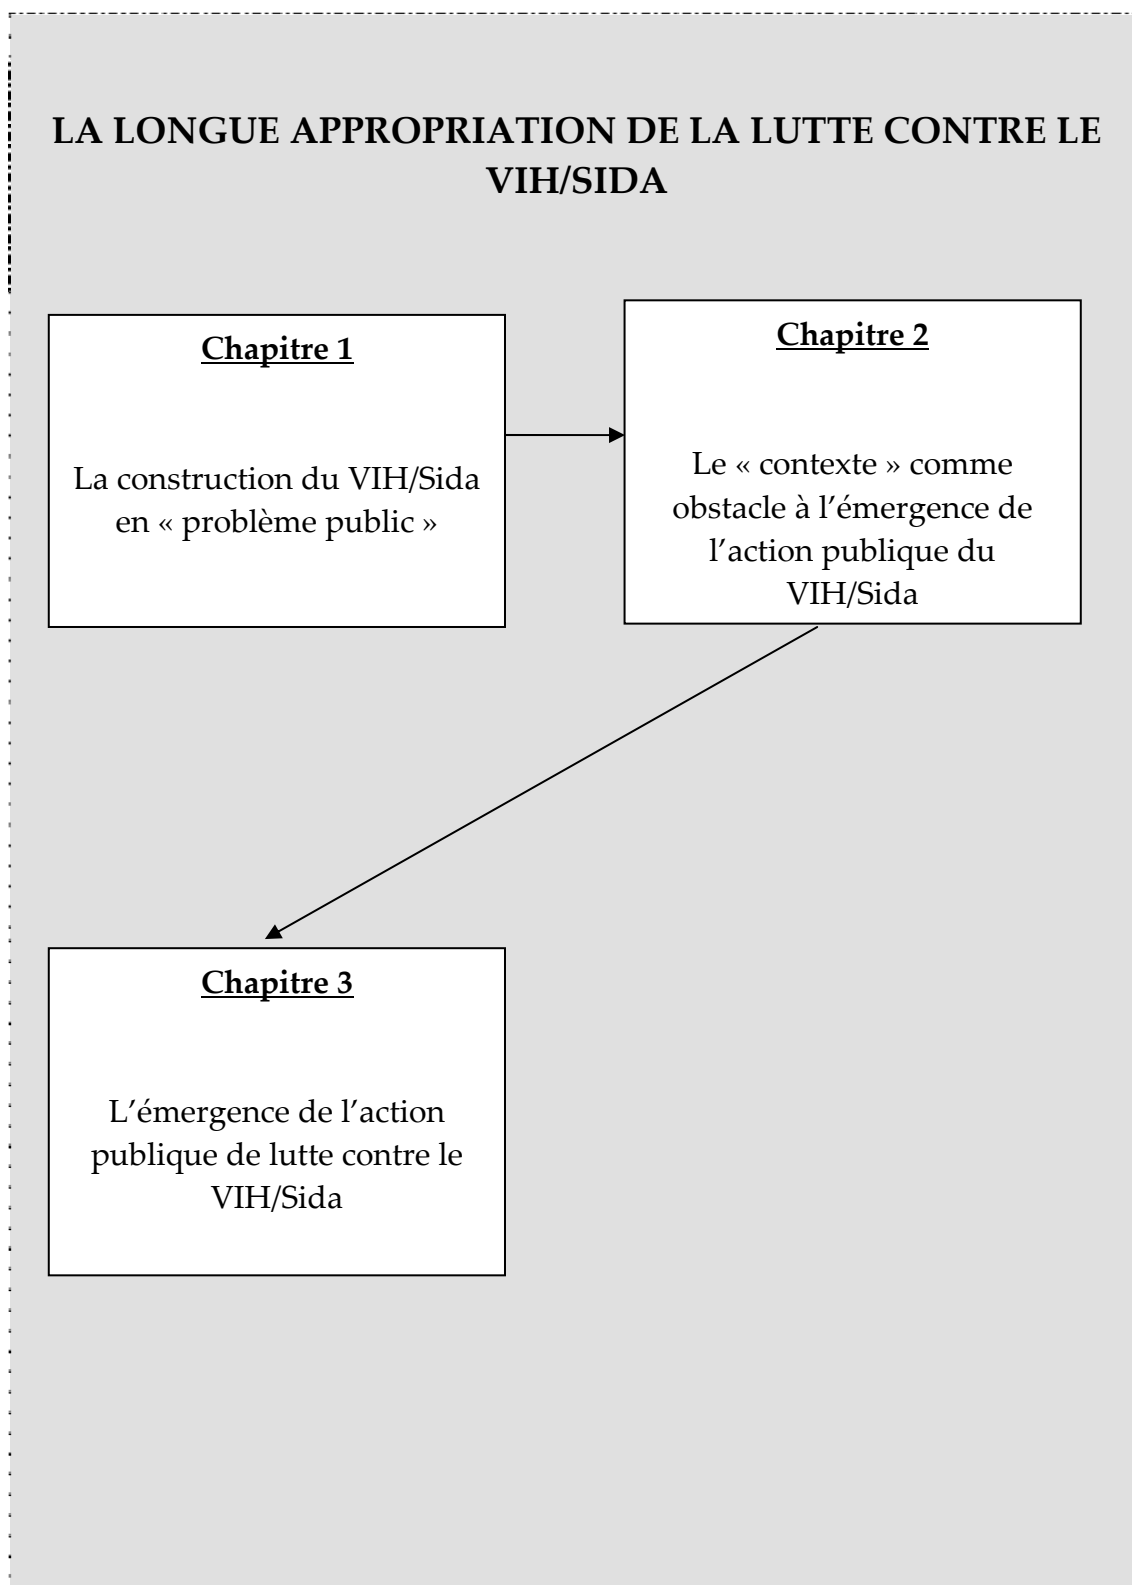 LA LONGUE APPROPRIATION DE LA LUTTE CONTRE LE
VIH/SIDA
Chapitre 1
La construction du VIH/Sida
en « problème public »
Chapitre 2
Le « contexte » comme
obstacle à l’émergence de
l’action publique du
VIH/Sida
Chapitre 3
L’émergence de l’action
publique de lutte contre le
VIH/Sida